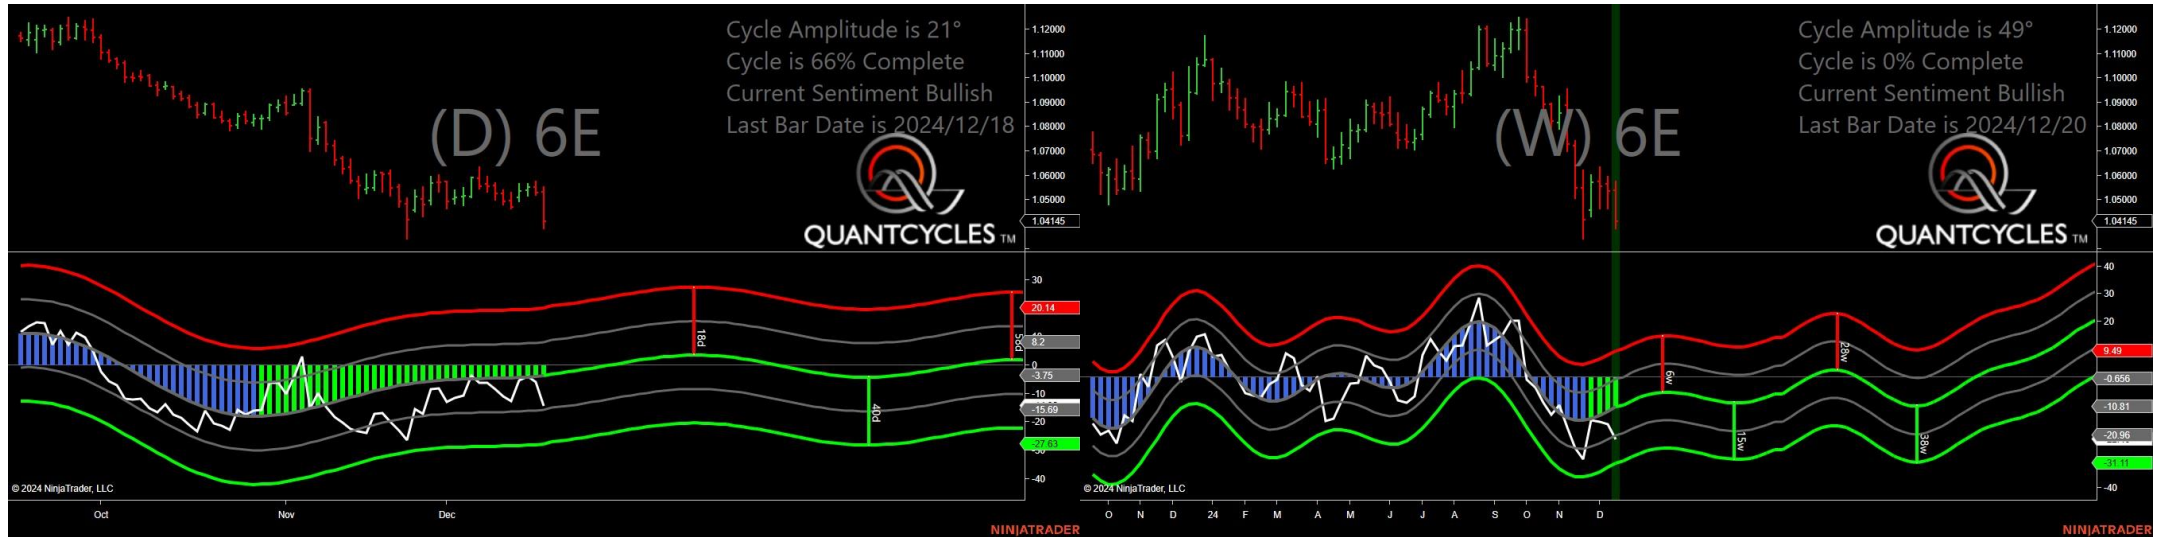 Cycle Amplitude is 21°
Cycle is 66% Complete
Current Sentiment Bullish
Last Bar Date is 2024/12/18
(D) 6E
QUANTCYCLES TM
1.12000
1.11000
1.10000
1.09000
1.08000
1.07000
1.06000
1.05000
1.04145
30
20.14
8.2
0
-3.75
-10
-15.69
-20
-27.63
-40
18d
40d
58d
© 2024 NinjaTrader, LLC
Oct
Nov
Dec
NINJATRADER
Cycle Amplitude is 49°
Cycle is 0% Complete
Current Sentiment Bullish
Last Bar Date is 2024/12/20
(W) 6E
QUANTCYCLES TM
1.12000
1.11000
1.10000
1.09000
1.08000
1.07000
1.06000
1.05000
1.04145
40
30
20
9.49
-0.656
-10.81
-20.96
-31.11
-40
6w
15w
28w
38w
© 2024 NinjaTrader, LLC
O N D 24 F M A M J J A S O N D
NINJATRADER